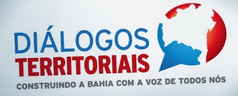 DIÁLOGOS
TERRITORIAIS
CONSTRUINDO A BAHIA COM A VOZ DE TODOS NÓS